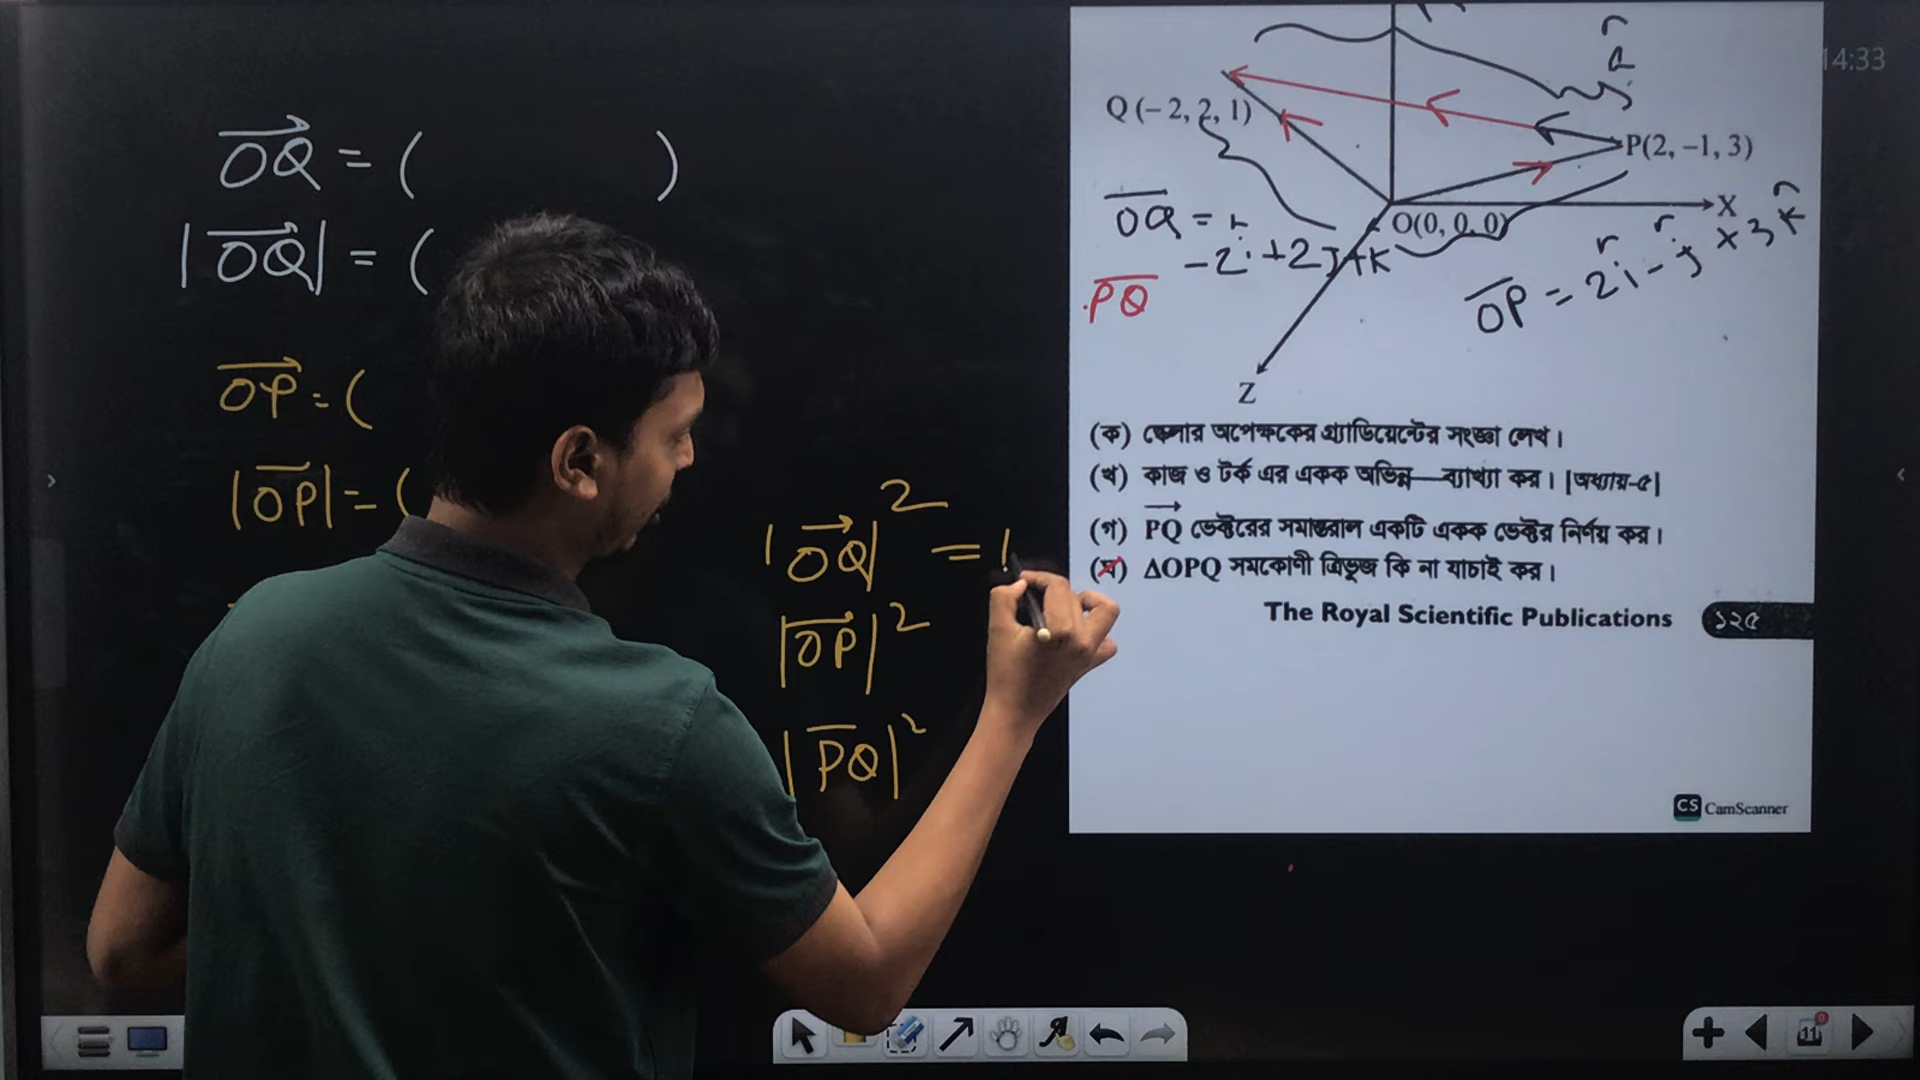 OQ = ( )
|OQ| = (
OP = (
|OP| = (
|OQ|² = |
|OP|²
|PQ|²
14:33
Q (−2, 2, 1)
P(2, −1, 3)
X
O(0, 0, 0)
OQ = -2i+2j+k
PQ
OP = 2i - j + 3k
Z
(ক) স্কেলার অপেক্ষকের গ্র্যাডিয়েন্টের সংজ্ঞা লেখ।
(খ) কাজ ও টর্ক এর একক অভিন্ন—ব্যাখ্যা কর। [অধ্যায়-৫]
(গ) PQ ভেক্টরের সমান্তরাল একটি একক ভেক্টর নির্ণয় কর।
(ঘ) ΔOPQ সমকোণী ত্রিভুজ কি না যাচাই কর।
The Royal Scientific Publications ১২৫
CS CamScanner
11